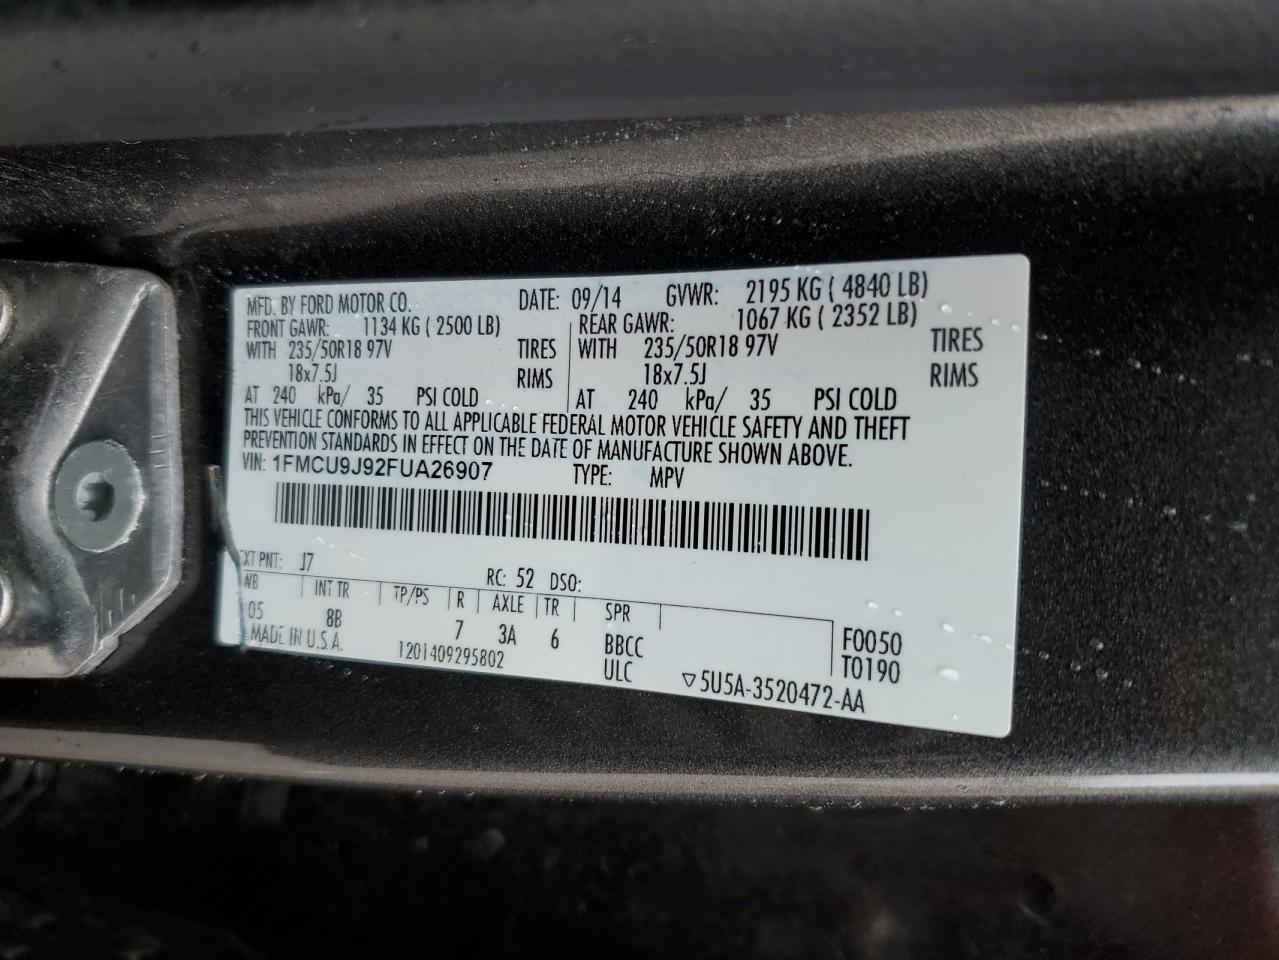 MFD. BY FORD MOTOR CO. DATE: 09/14 GVWR: 2195 KG ( 4840 LB)
FRONT GAWR: 1134 KG ( 2500 LB) REAR GAWR: 1067 KG ( 2352 LB)
WITH 235/50R18 97V TIRES WITH 235/50R18 97V TIRES
18x7.5J RIMS 18x7.5J RIMS
AT 240 kPa/ 35 PSI COLD AT 240 kPa/ 35 PSI COLD
THIS VEHICLE CONFORMS TO ALL APPLICABLE FEDERAL MOTOR VEHICLE SAFETY AND THEFT
PREVENTION STANDARDS IN EFFECT ON THE DATE OF MANUFACTURE SHOWN ABOVE.
VIN: 1FMCU9J92FUA26907 TYPE: MPV
EXT PNT: J7 RC: 52 DSO:
WB INT TR TP/PS R AXLE TR SPR
05 8B 7 3A 6 BBCC F0050
MADE IN U.S.A. 1201409295802 ULC T0190
▽5U5A-3520472-AA